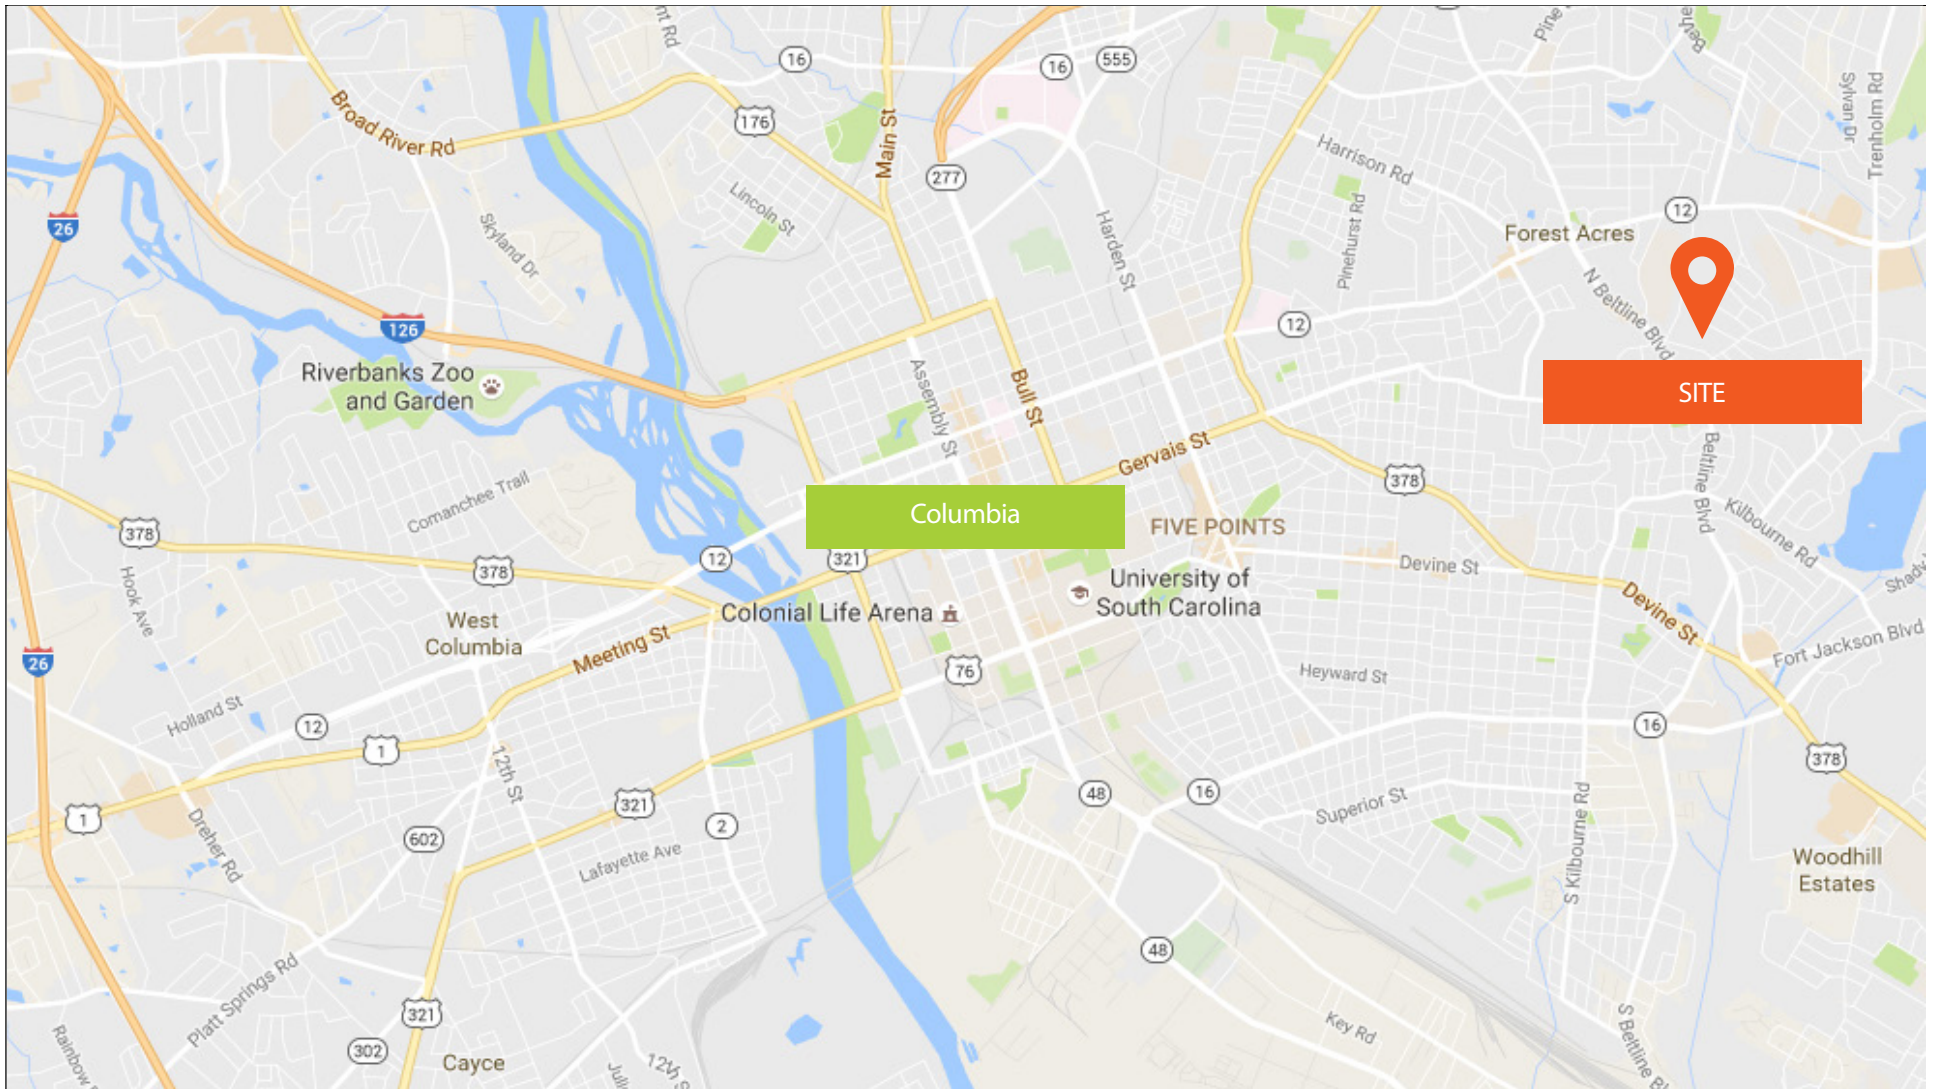 16
16
555
Broad River Rd
176
Main St
277
Lincoln St
Skyland Dr
Harden St
Harrison Rd
Pinehurst Rd
Sylvan Dr
Trenholm Rd
12
Forest Acres
N Beltline Blvd
26
126
12
Riverbanks Zoo
and Garden
Assembly St
Bull St
SITE
Gervais St
378
Beltline Blvd
Kilbourne Rd
Comanchee Trail
Columbia
FIVE POINTS
378
378
12
321
Devine St
University of
South Carolina
Colonial Life Arena
Hook Ave
West
Columbia
Meeting St
Devine St
Fort Jackson Blvd
26
76
Heyward St
Holland St
12
1
12th St
16
378
1
321
48
16
Superior St
2
602
Dreher Rd
Lafayette Ave
S Kilbourne Rd
Woodhill
Estates
48
Platt Springs Rd
321
302
Cayce
Key Rd